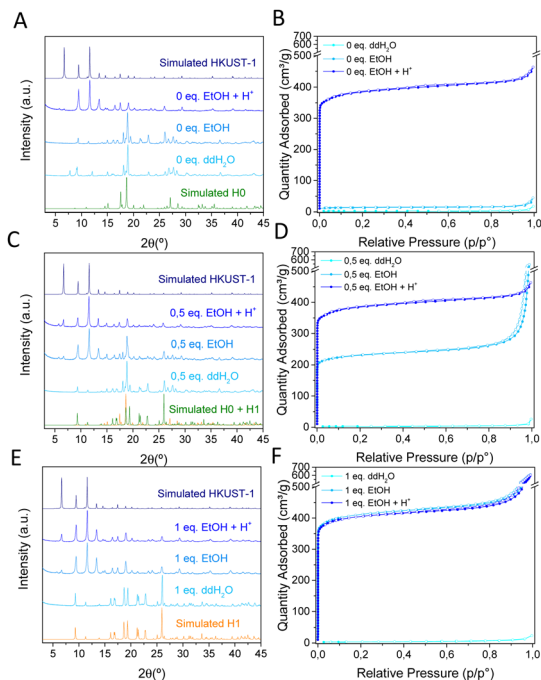 A
Simulated HKUST-1
0 eq. EtOH + H⁺
0 eq. EtOH
0 eq. ddH₂O
Simulated H0
Intensity (a.u.)
5 10 15 20 25 30 35 40 45
2θ(º)
B
700
600
500
400
300
200
100
0
Quantity Adsorbed (cm³/g)
0 eq. ddH₂O
0 eq. EtOH
0 eq. EtOH + H⁺
0,0 0,2 0,4 0,6 0,8 1,0
Relative Pressure (p/p°)
C
Simulated HKUST-1
0,5 eq. EtOH + H⁺
0,5 eq. EtOH
0,5 eq. ddH₂O
Simulated H0 + H1
Intensity (a.u.)
5 10 15 20 25 30 35 40 45
2θ(º)
D
700
600
500
400
300
200
100
0
Quantity Adsorbed (cm³/g)
0,5 eq. ddH₂O
0,5 eq. EtOH
0,5 eq. EtOH + H⁺
0,0 0,2 0,4 0,6 0,8 1,0
Relative Pressure (p/p°)
E
Simulated HKUST-1
1 eq. EtOH + H⁺
1 eq. EtOH
1 eq. ddH₂O
Simulated H1
Intensity (a.u.)
5 10 15 20 25 30 35 40 45
2θ(º)
F
700
600
500
400
300
200
100
0
Quantity Adsorbed (cm³/g)
1 eq. ddH₂O
1 eq. EtOH
1 eq. EtOH + H⁺
0,0 0,2 0,4 0,6 0,8 1,0
Relative Pressure (p/p°)